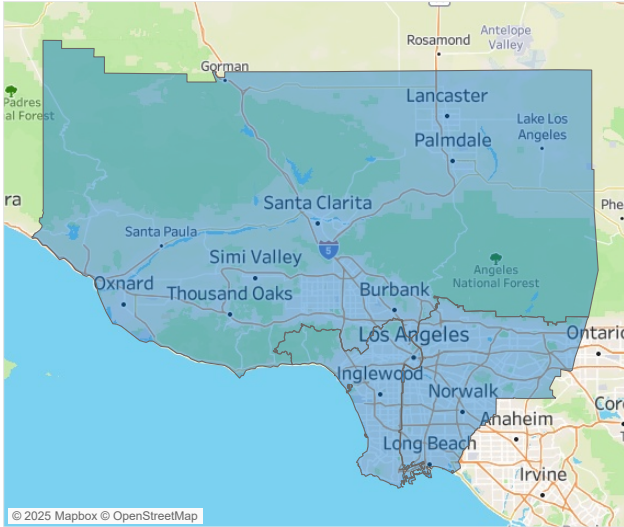 Rosamond
Antelope
Valley
Gorman
Padres
al Forest
Lancaster
Lake Los
Angeles
Palmdale
ra
Santa Clarita
Phe
Santa Paula
5
Simi Valley
Angeles
National Forest
Oxnard
Thousand Oaks
Burbank
Los Angeles
Ontario
Inglewood
Norwalk
Cor
Anaheim
Long Beach
Irvine
© 2025 Mapbox © OpenStreetMap